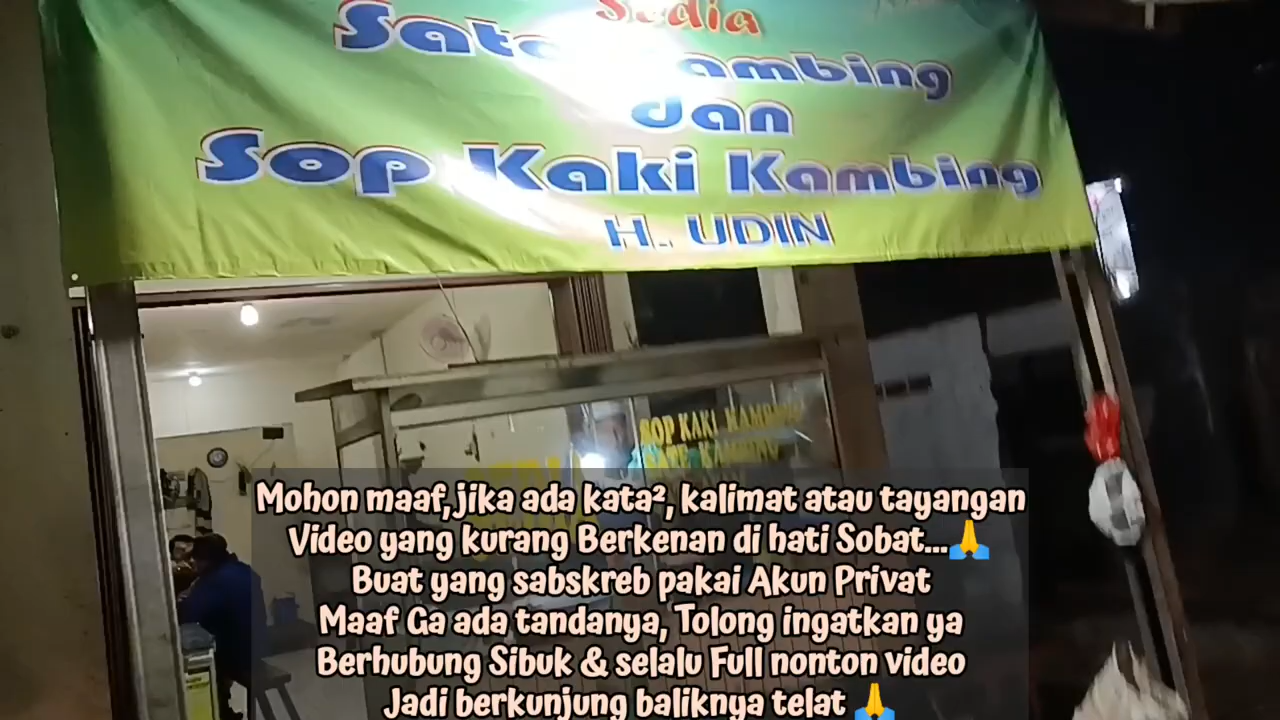 Sedia
Sate Kambing
dan
Sop Kaki Kambing
H. UDIN
SOP KAKI KAMBING
SATE KAMBING
SEDIA
Mohon maaf, jika ada kata², kalimat atau tayangan
Video yang kurang Berkenan di hati Sobat...🙏
Buat yang sabskreb pakai Akun Privat
Maaf Ga ada tandanya, Tolong ingatkan ya
Berhubung Sibuk & selalu Full nonton video
Jadi berkunjung baliknya telat 🙏